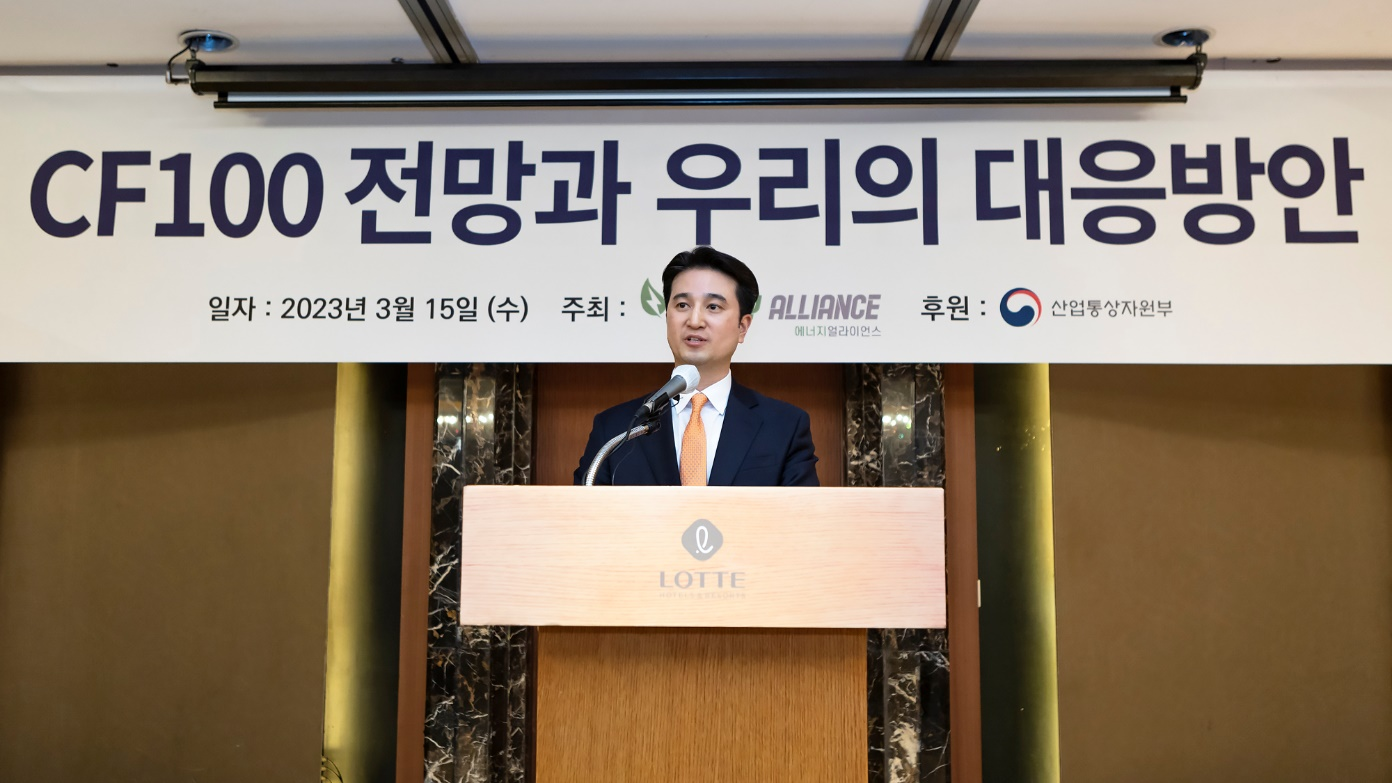 CF100 전망과 우리의 대응방안
일자 : 2023년 3월 15일 (수) 주최 : ALLIANCE 후원 : 산업통상자원부
에너지얼라이언스
LOTTE
HOTELS & RESORTS